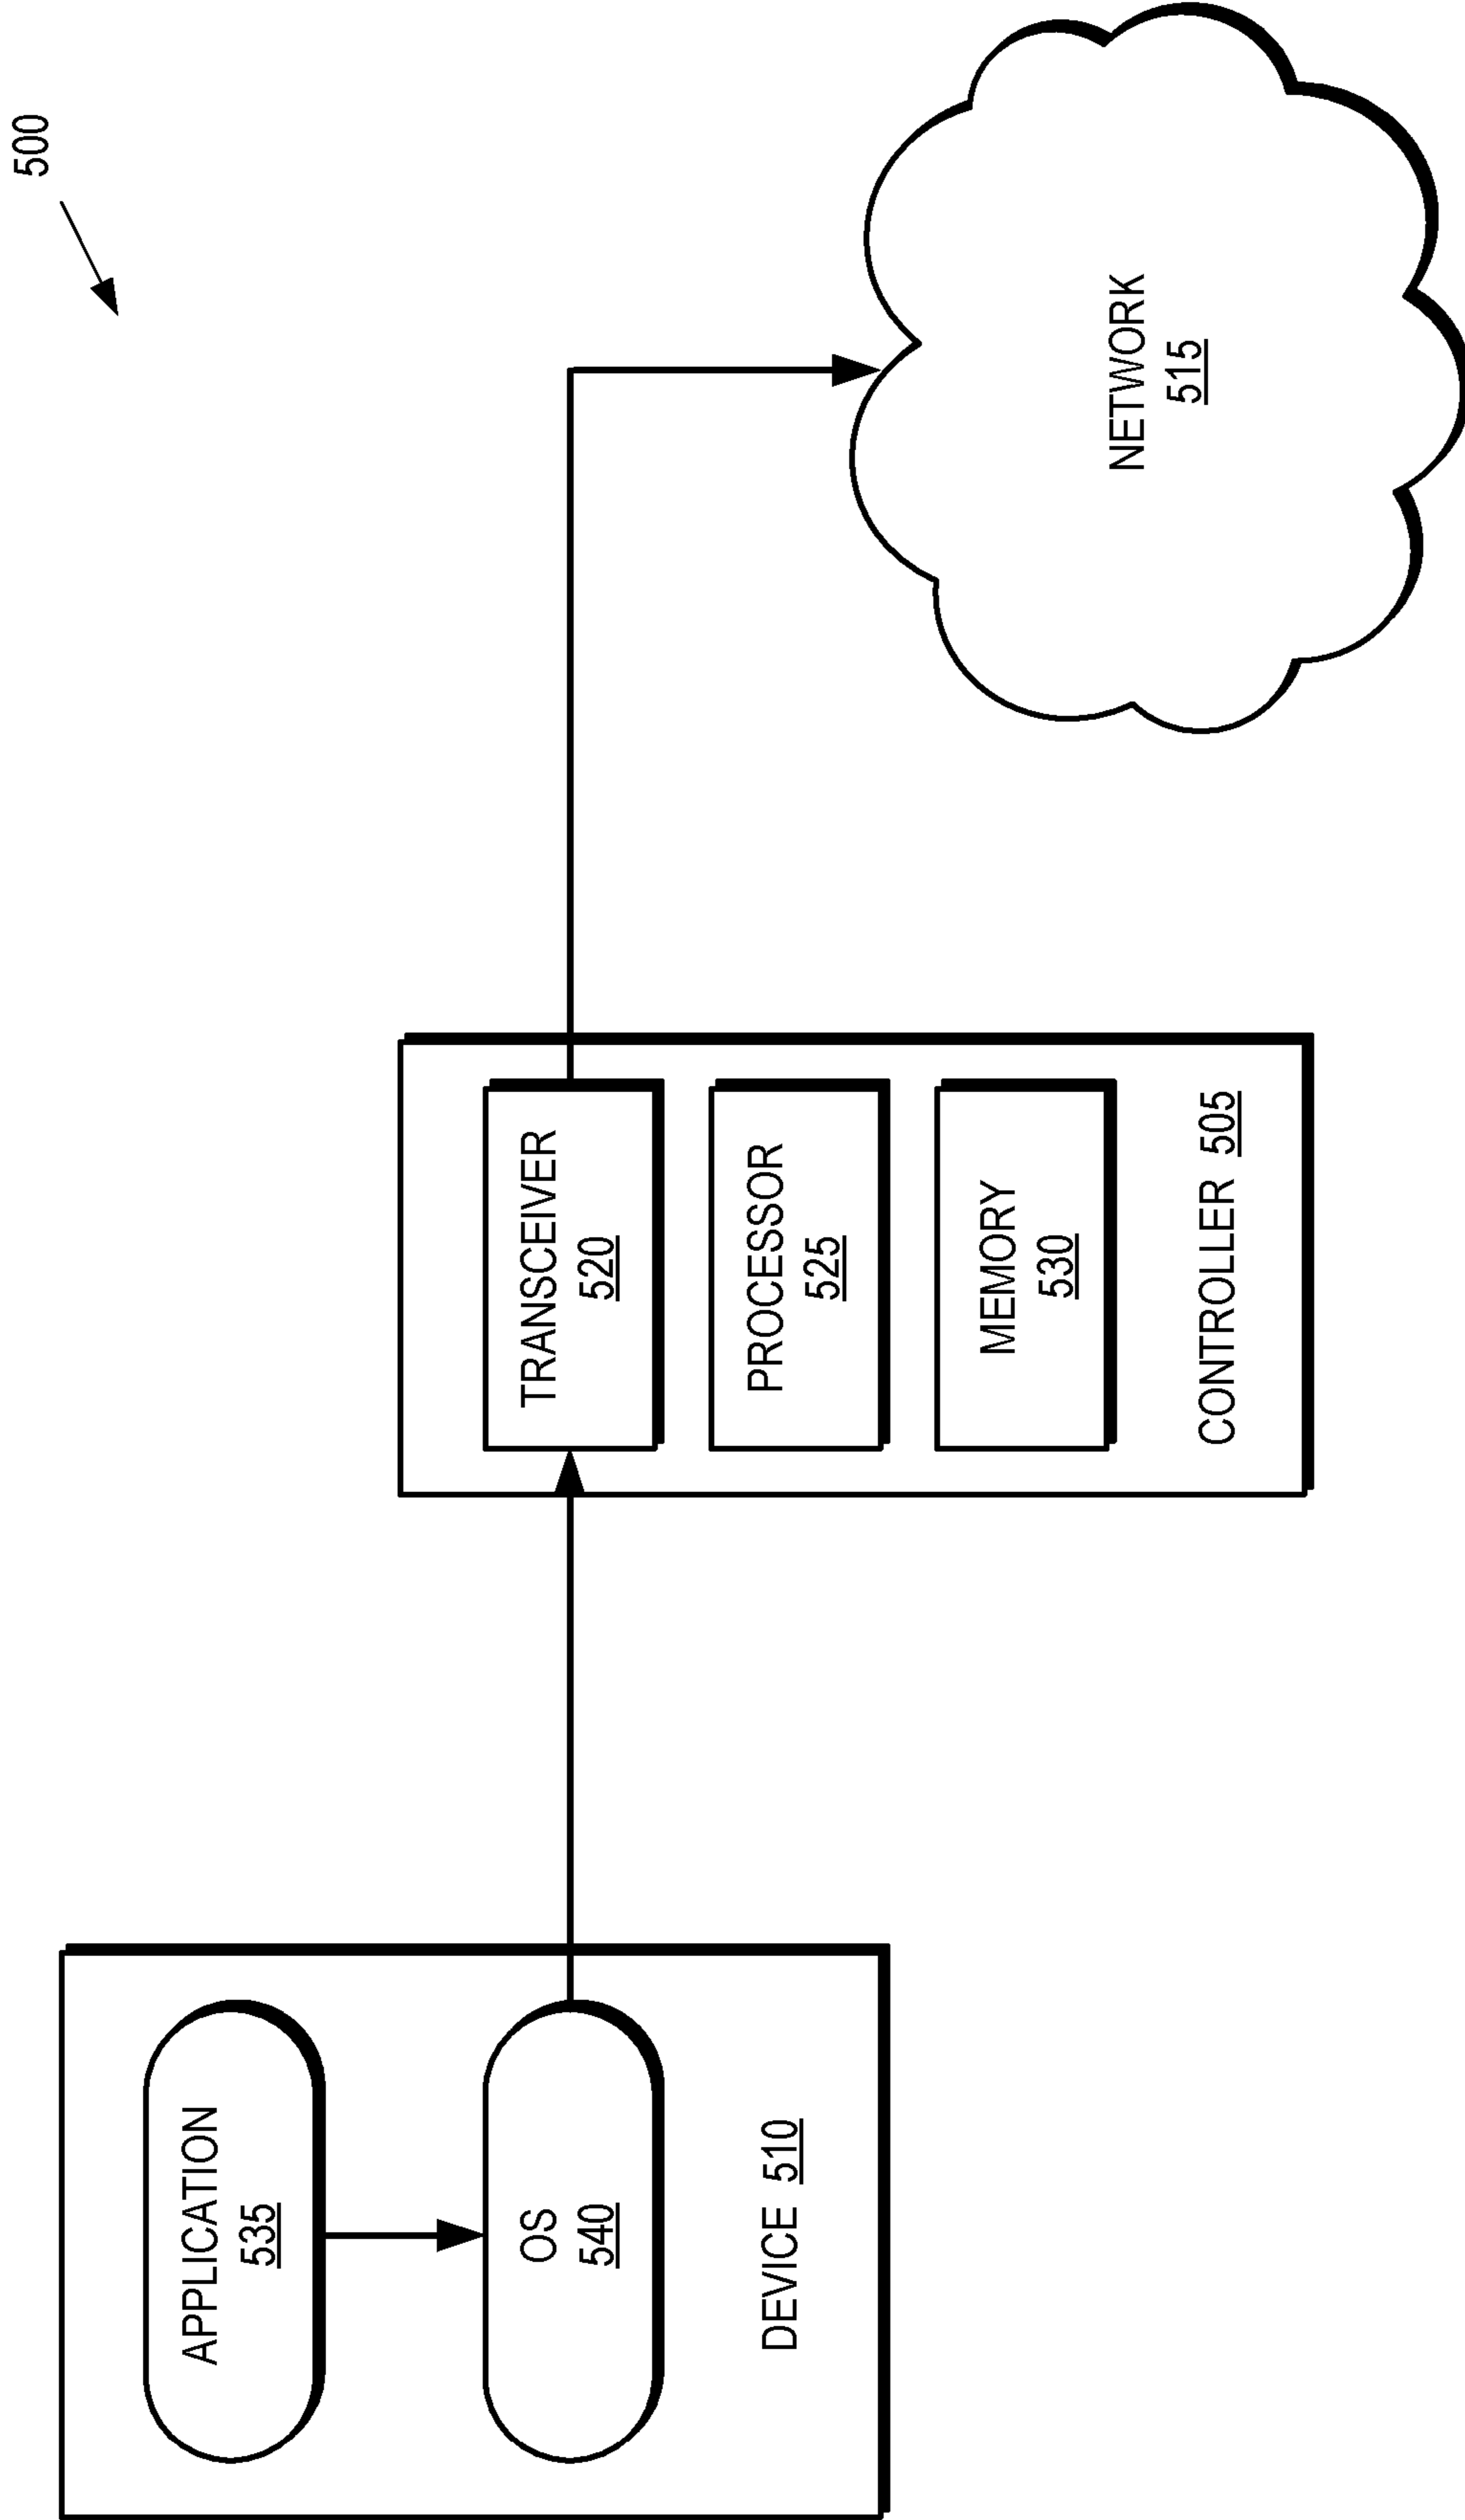 500
APPLICATION
535
OS
540
DEVICE 510
TRANSCEIVER
520
PROCESSOR
525
MEMORY
530
CONTROLLER 505
NETWORK
515